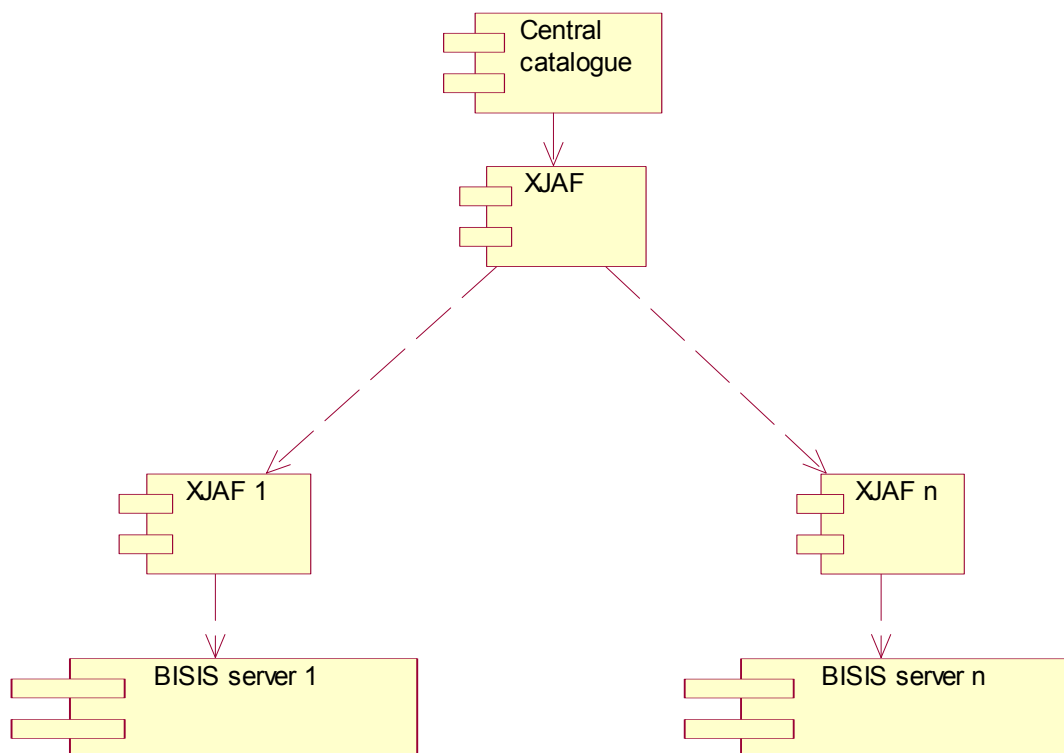 Central
catalogue
XJAF
XJAF 1
XJAF n
BISIS server 1
BISIS server n